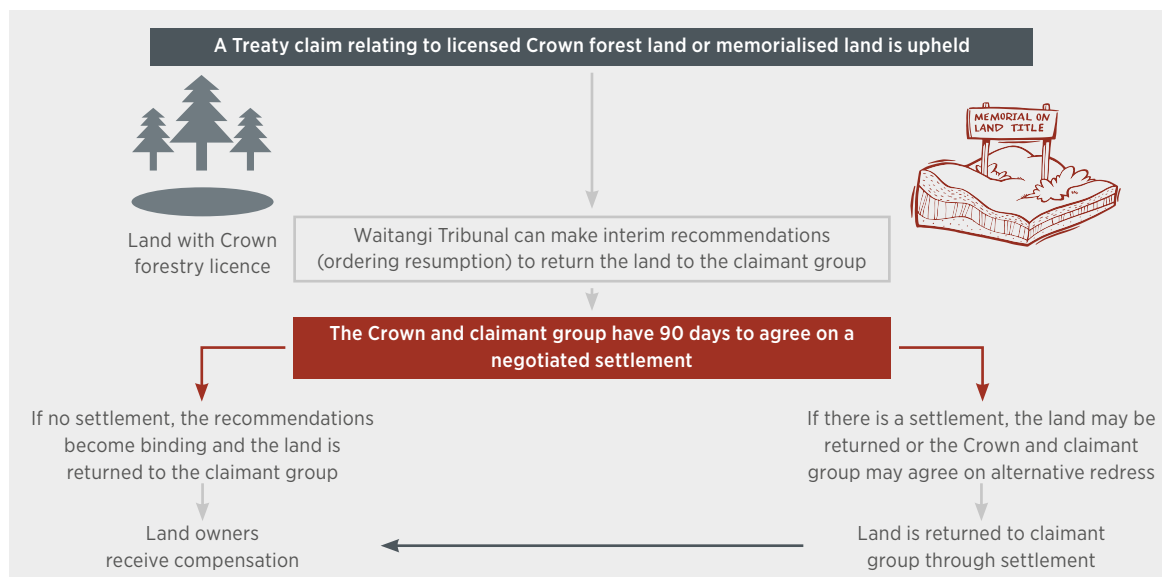 A Treaty claim relating to licensed Crown forest land or memorialised land is upheld
MEMORIAL ON
LAND TITLE
Land with Crown
forestry licence
Waitangi Tribunal can make interim recommendations
(ordering resumption) to return the land to the claimant group
The Crown and claimant group have 90 days to agree on a
negotiated settlement
If no settlement, the recommendations
become binding and the land is
returned to the claimant group
If there is a settlement, the land may be
returned or the Crown and claimant
group may agree on alternative redress
Land owners
receive compensation
Land is returned to claimant
group through settlement